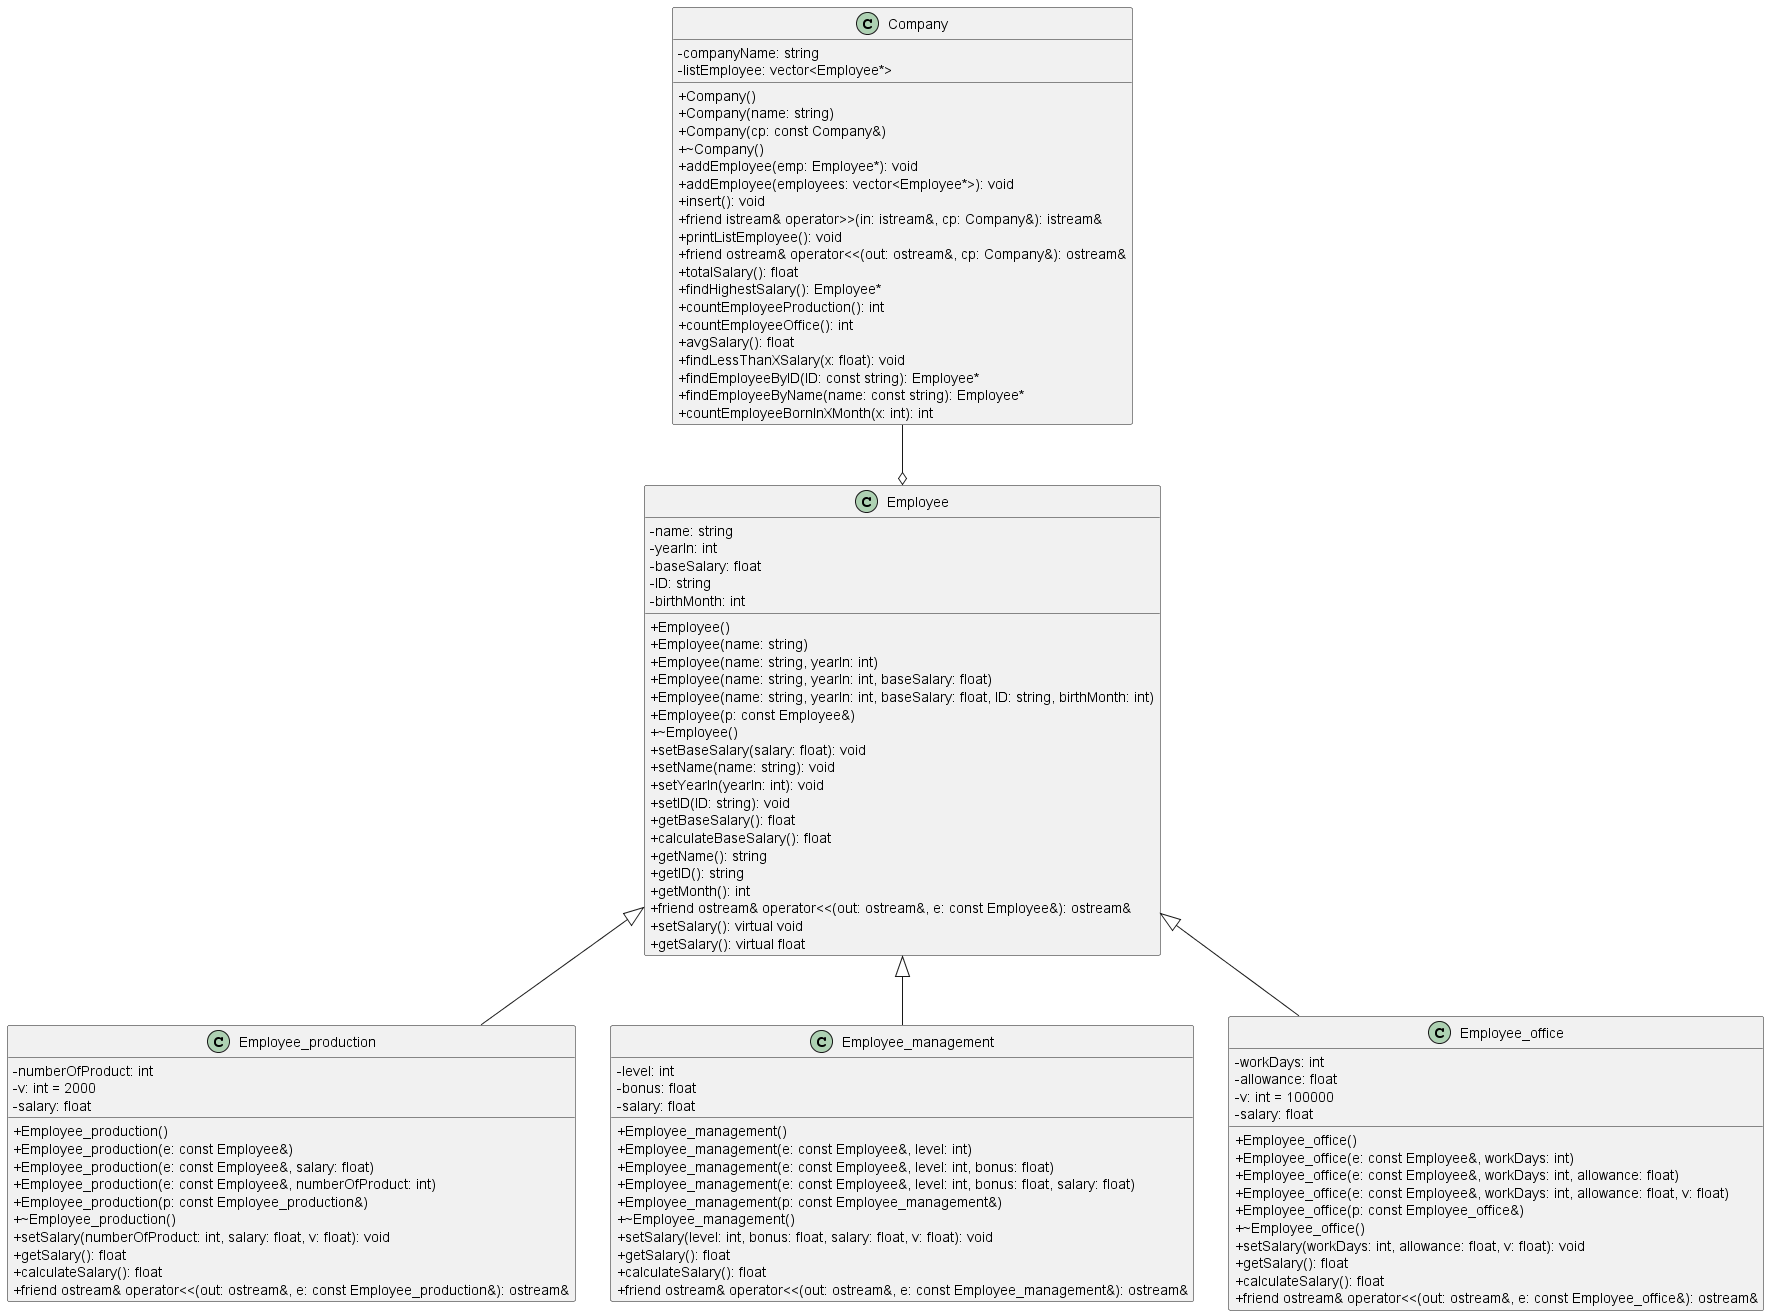 C Company
-companyName: string
-listEmployee: vector<Employee*>
+Company()
+Company(name: string)
+Company(cp: const Company&)
+~Company()
+addEmployee(emp: Employee*): void
+addEmployee(employees: vector<Employee*>): void
+insert(): void
+friend istream& operator>>(in: istream&, cp: Company&): istream&
+printListEmployee(): void
+friend ostream& operator<<(out: ostream&, cp: Company&): ostream&
+totalSalary(): float
+findHighestSalary(): Employee*
+countEmployeeProduction(): int
+countEmployeeOffice(): int
+avgSalary(): float
+findLessThanXSalary(x: float): void
+findEmployeeByID(ID: const string): Employee*
+findEmployeeByName(name: const string): Employee*
+countEmployeeBornInXMonth(x: int): int
C Employee
-name: string
-yearIn: int
-baseSalary: float
-ID: string
-birthMonth: int
+Employee()
+Employee(name: string)
+Employee(name: string, yearIn: int)
+Employee(name: string, yearIn: int, baseSalary: float)
+Employee(name: string, yearIn: int, baseSalary: float, ID: string, birthMonth: int)
+Employee(p: const Employee&)
+~Employee()
+setBaseSalary(salary: float): void
+setName(name: string): void
+setYearIn(yearIn: int): void
+setID(ID: string): void
+getBaseSalary(): float
+calculateBaseSalary(): float
+getName(): string
+getID(): string
+getMonth(): int
+friend ostream& operator<<(out: ostream&, e: const Employee&): ostream&
+setSalary(): virtual void
+getSalary(): virtual float
C Employee_production
-numberOfProduct: int
-v: int = 2000
-salary: float
+Employee_production()
+Employee_production(e: const Employee&)
+Employee_production(e: const Employee&, salary: float)
+Employee_production(e: const Employee&, numberOfProduct: int)
+Employee_production(p: const Employee_production&)
+~Employee_production()
+setSalary(numberOfProduct: int, salary: float, v: float): void
+getSalary(): float
+calculateSalary(): float
+friend ostream& operator<<(out: ostream&, e: const Employee_production&): ostream&
C Employee_management
-level: int
-bonus: float
-salary: float
+Employee_management()
+Employee_management(e: const Employee&, level: int)
+Employee_management(e: const Employee&, level: int, bonus: float)
+Employee_management(e: const Employee&, level: int, bonus: float, salary: float)
+Employee_management(p: const Employee_management&)
+~Employee_management()
+setSalary(level: int, bonus: float, salary: float, v: float): void
+getSalary(): float
+calculateSalary(): float
+friend ostream& operator<<(out: ostream&, e: const Employee_management&): ostream&
C Employee_office
-workDays: int
-allowance: float
-v: int = 100000
-salary: float
+Employee_office()
+Employee_office(e: const Employee&, workDays: int)
+Employee_office(e: const Employee&, workDays: int, allowance: float)
+Employee_office(e: const Employee&, workDays: int, allowance: float, v: float)
+Employee_office(p: const Employee_office&)
+~Employee_office()
+setSalary(workDays: int, allowance: float, v: float): void
+getSalary(): float
+calculateSalary(): float
+friend ostream& operator<<(out: ostream&, e: const Employee_office&): ostream&